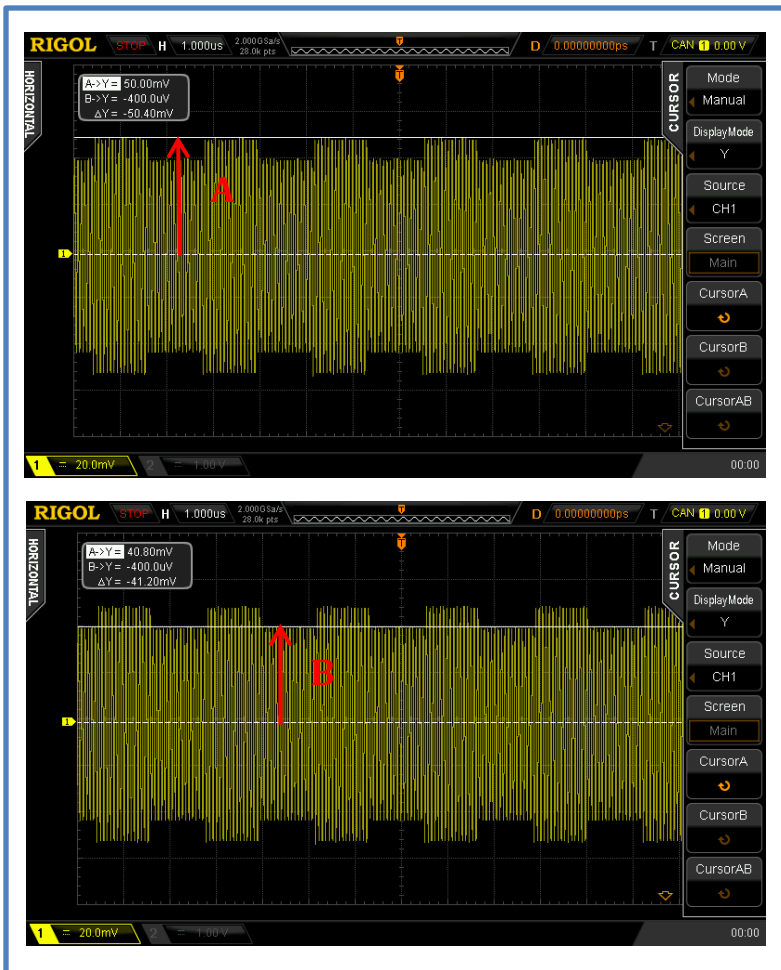 RIGOL STOP H 1.000us 2.000GSa/s 28.0k pts D 0.00000000ps T CAN 1 0.00 V
HORIZONTAL
A->Y= 50.00mV
B->Y= -400.0uV
ΔY= -50.40mV
A
1
CURSOR
Mode
Manual
DisplayMode
Y
Source
CH1
Screen
Main
CursorA
CursorB
CursorAB
1 = 20.0mV 2 = 1.00 V 00:00
RIGOL STOP H 1.000us 2.000GSa/s 28.0k pts D 0.00000000ps T CAN 1 0.00 V
HORIZONTAL
A->Y= 40.80mV
B->Y= -400.0uV
ΔY= -41.20mV
B
1
CURSOR
Mode
Manual
DisplayMode
Y
Source
CH1
Screen
Main
CursorA
CursorB
CursorAB
1 = 20.0mV 2 = 1.00 V 00:00